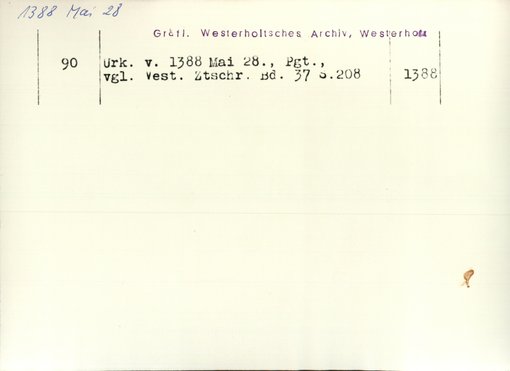 1388 Mai 28
Gräfl. Westerholtsches Archiv, Westerholt
90 Urk. v. 1388 Mai 28., Pgt.,
vgl. West. Ztschr. Bd. 37 S.208 1388